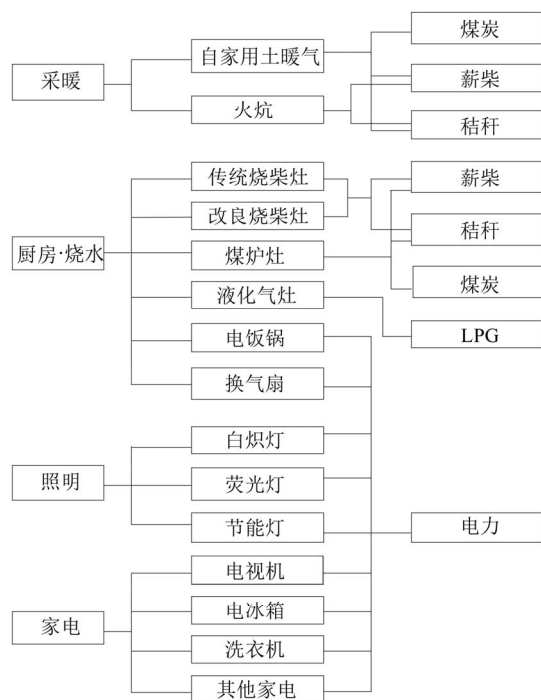 采暖
自家用土暖气
火炕
煤炭
薪柴
秸秆
厨房·烧水
传统烧柴灶
改良烧柴灶
煤炉灶
液化气灶
电饭锅
换气扇
薪柴
秸秆
煤炭
LPG
照明
白炽灯
荧光灯
节能灯
电力
家电
电视机
电冰箱
洗衣机
其他家电